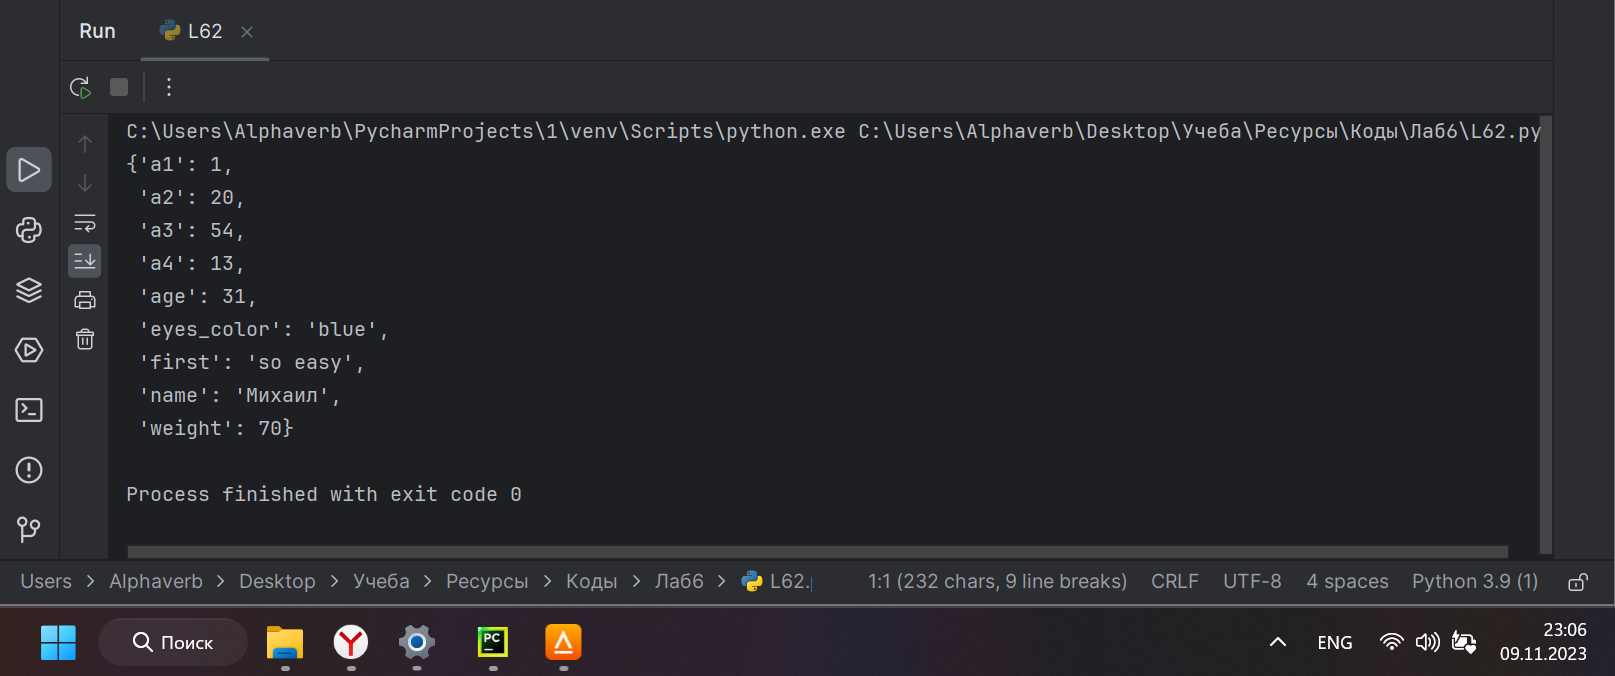 Run L62
C:\Users\Alphaverb\PycharmProjects\1\venv\Scripts\python.exe C:\Users\Alphaverb\Desktop\Учеба\Ресурсы\Коды\Лаб6\L62.py
{'a1': 1,
'a2': 20,
'a3': 54,
'a4': 13,
'age': 31,
'eyes_color': 'blue',
'first': 'so easy',
'name': 'Михаил',
'weight': 70}
Process finished with exit code 0
Users > Alphaverb > Desktop > Учеба > Ресурсы > Коды > Лаб6 > L62. 1:1 (232 chars, 9 line breaks) CRLF UTF-8 4 spaces Python 3.9 (1)
Поиск PC ENG 23:06
09.11.2023